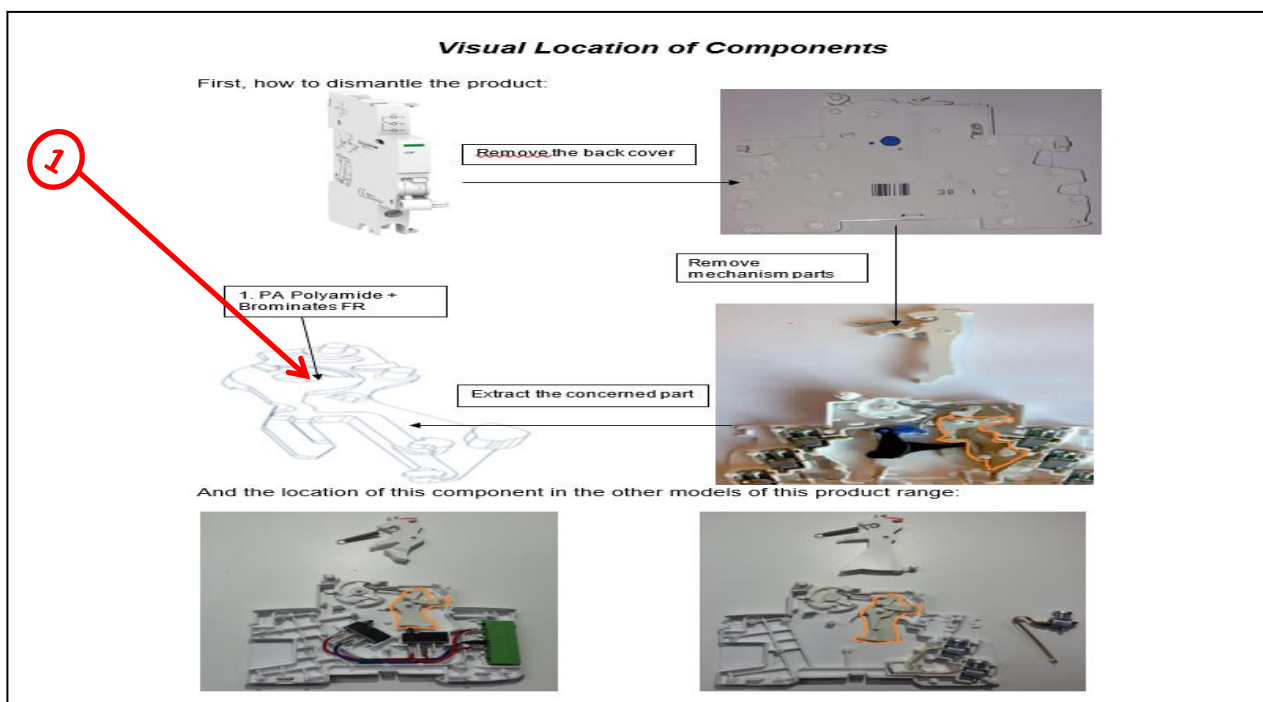 Visual Location of Components
First, how to dismantle the product:
1
Remove the back cover
30 1
Remove
mechanism parts
1. PA Polyamide +
Brominates FR
Extract the concerned part
And the location of this component in the other models of this product range: